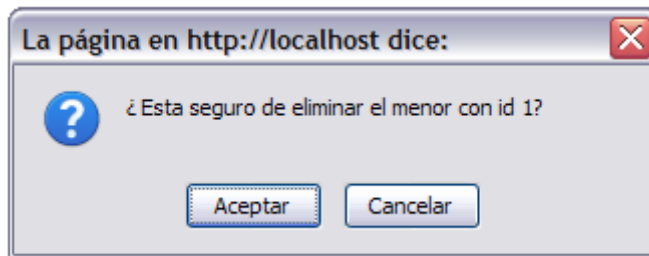 La página en http://localhost dice:
¿Esta seguro de eliminar el menor con id 1?
Aceptar Cancelar